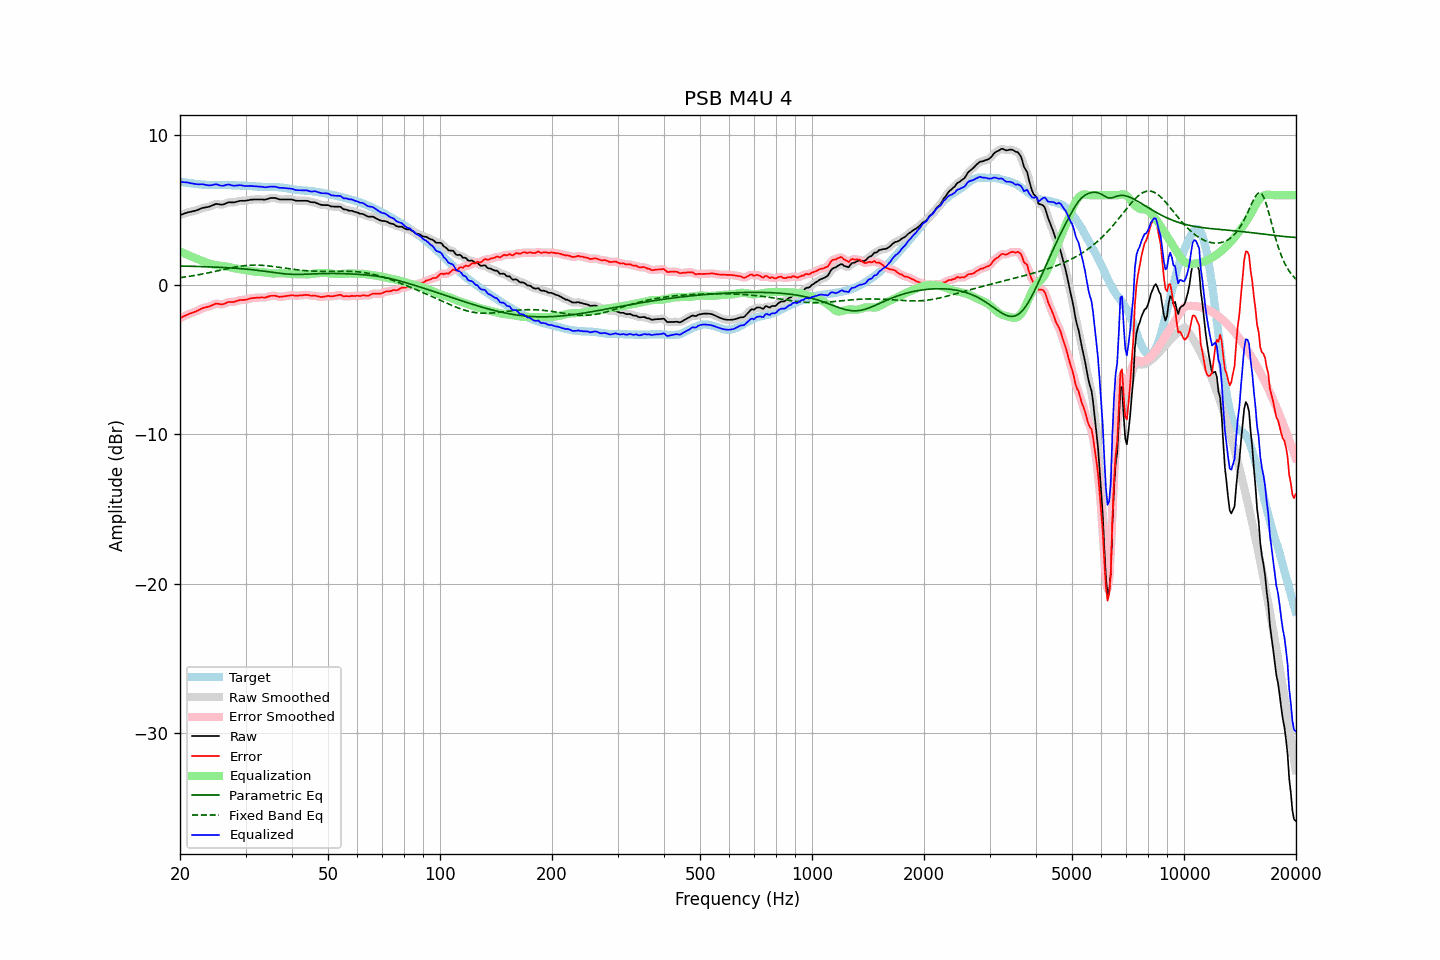 PSB M4U 4
Amplitude (dBr)
10
0
−10
−20
−30
Target
Raw Smoothed
Error Smoothed
Raw
Error
Equalization
Parametric Eq
Fixed Band Eq
Equalized
20 50 100 200 500 1000 2000 5000 10000 20000
Frequency (Hz)